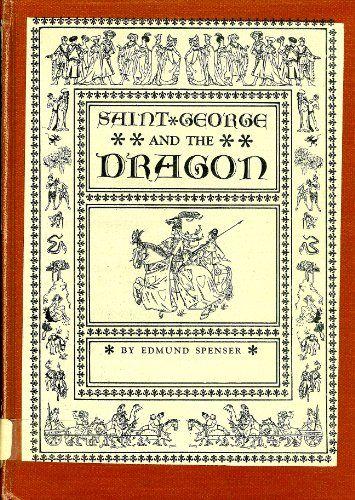 SAINT*GEORGE
** AND THE **
DRAGON
* BY EDMUND SPENSER *